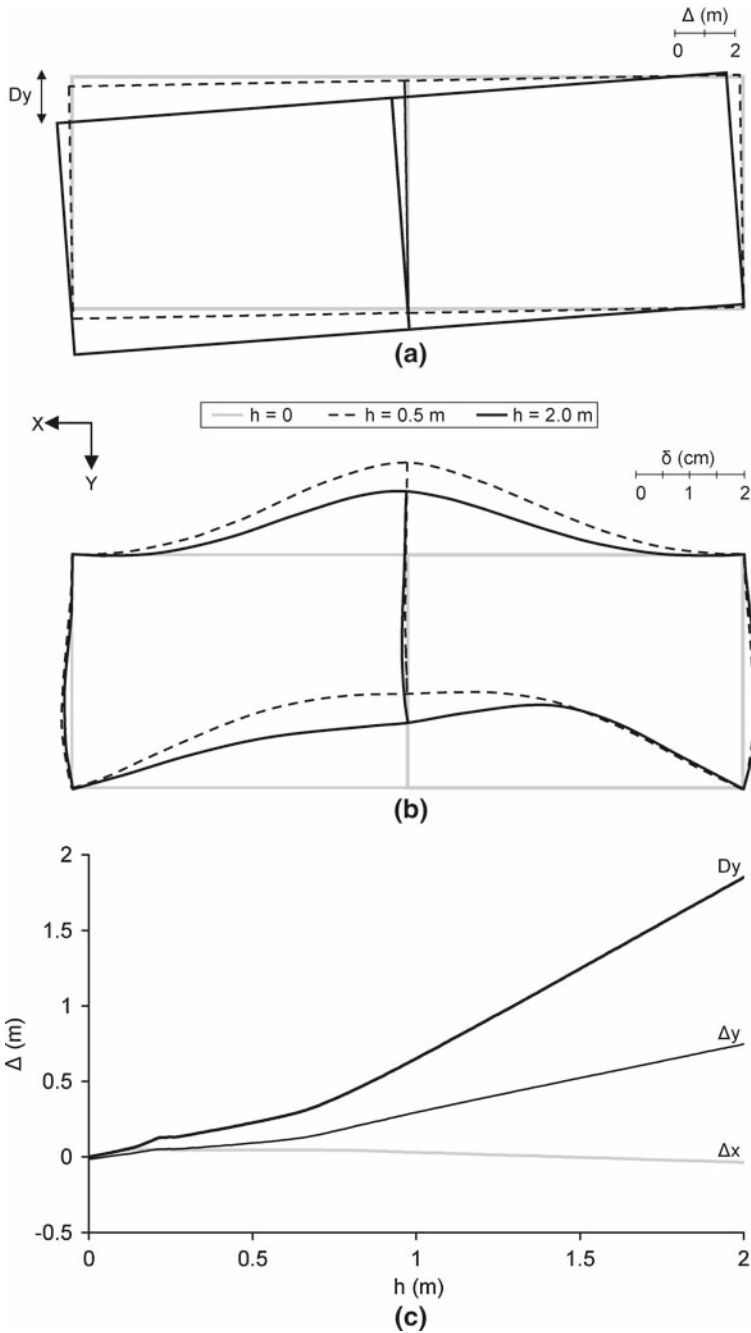 Δ (m)
0 2
Dy
(a)
X
Y
h = 0 h = 0.5 m h = 2.0 m
δ (cm)
0 1 2
(b)
2
1.5
1
0.5
0
-0.5
Δ (m)
Dy
Δy
Δx
0 0.5 1 1.5 2
h (m)
(c)